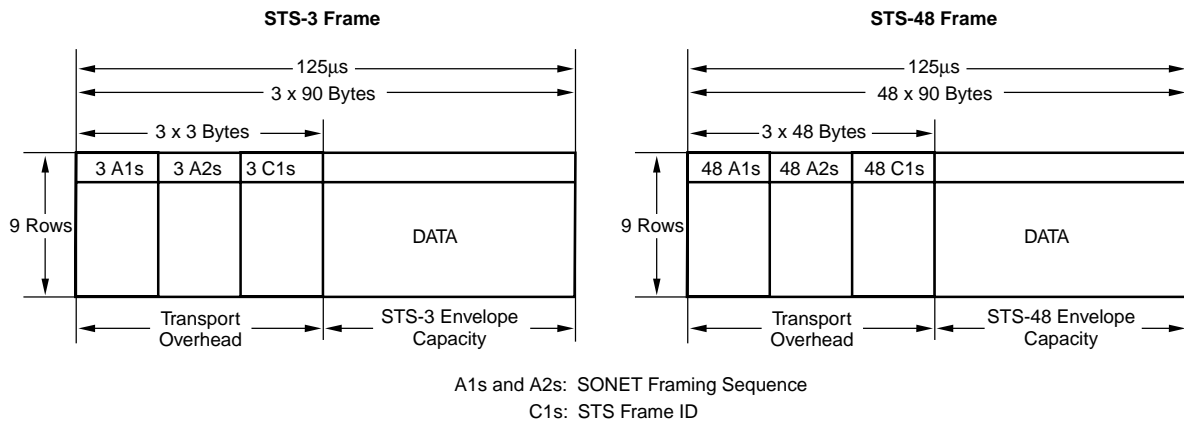 STS-3 Frame
125μs
3 x 90 Bytes
3 x 3 Bytes
3 A1s 3 A2s 3 C1s
9 Rows
DATA
Transport
Overhead
STS-3 Envelope
Capacity
STS-48 Frame
125μs
48 x 90 Bytes
3 x 48 Bytes
48 A1s 48 A2s 48 C1s
9 Rows
DATA
Transport
Overhead
STS-48 Envelope
Capacity
A1s and A2s: SONET Framing Sequence
C1s: STS Frame ID